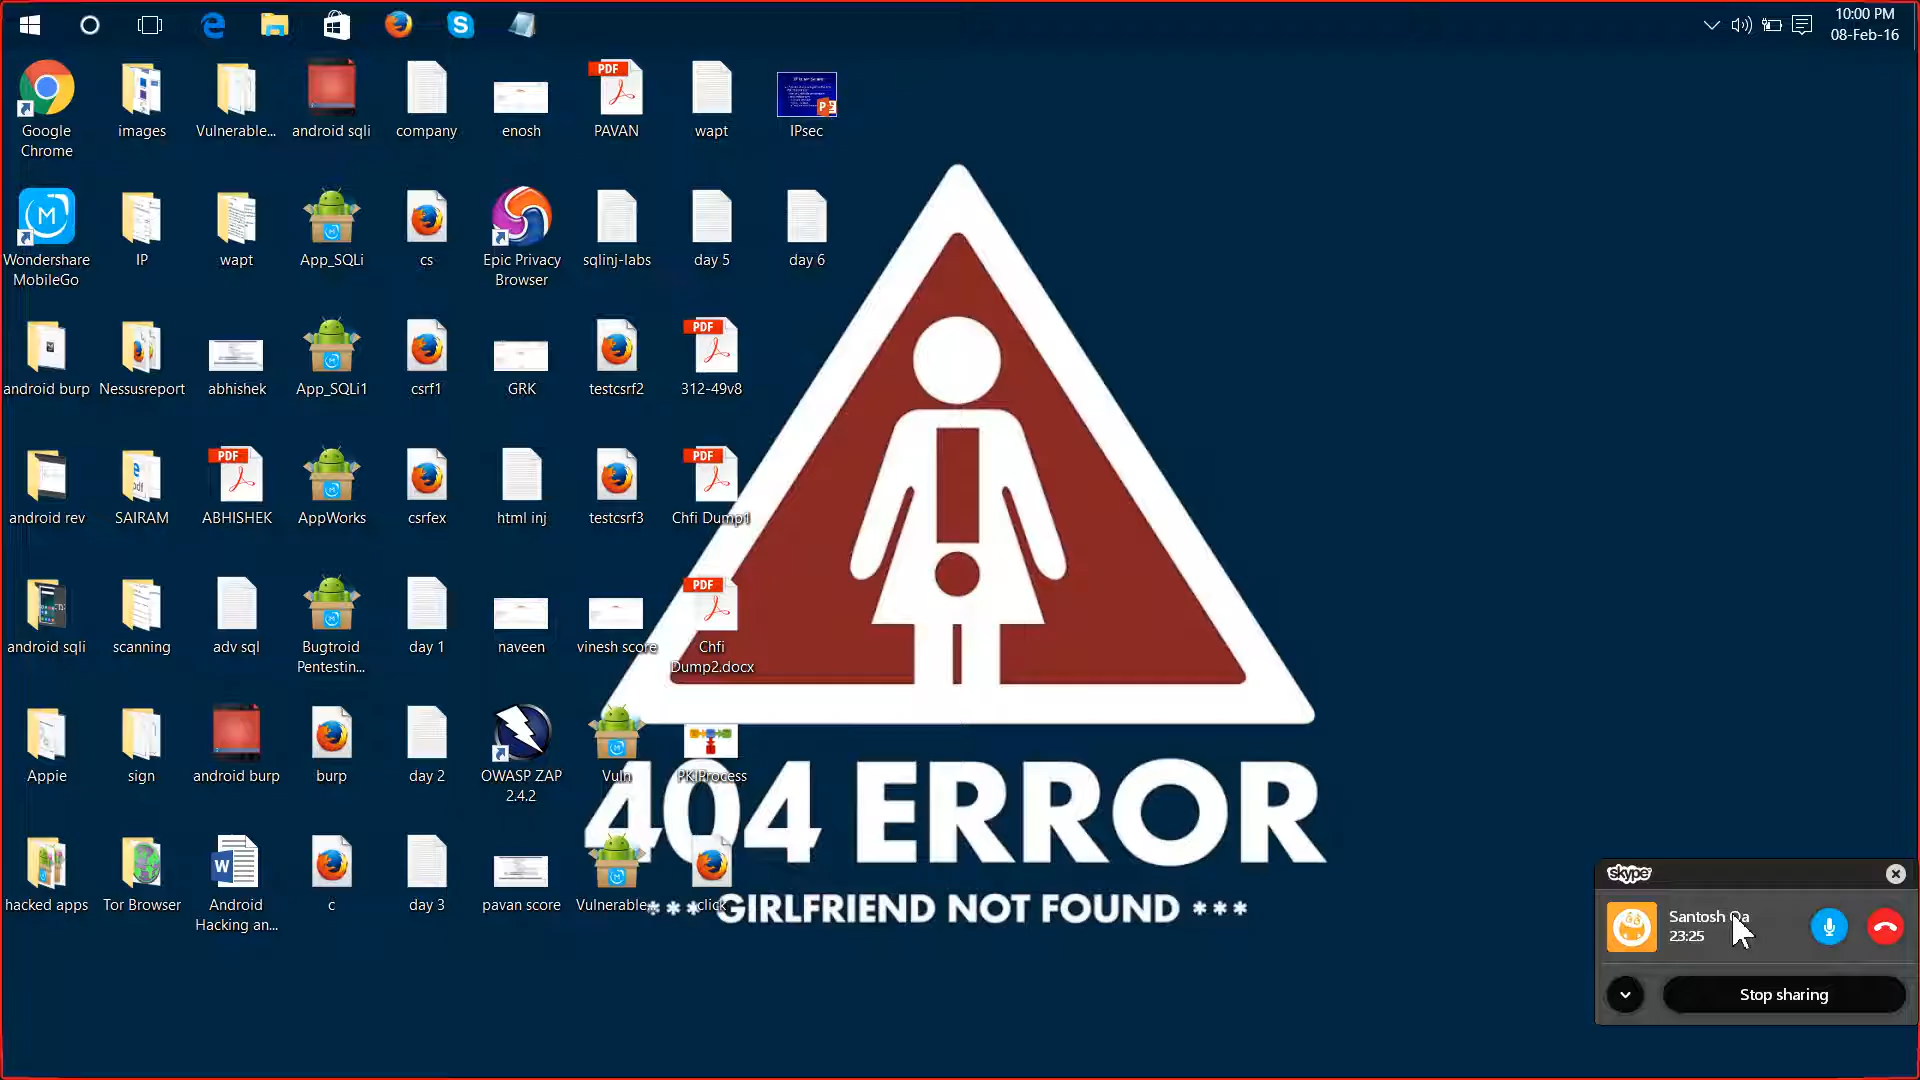 10:00 PM
08-Feb-16
Google
Chrome
images
Vulnerable...
android sqli
company
enosh
PDF
PAVAN
wapt
IPsec
Wondershare
MobileGo
IP
wapt
App_SQLi
cs
Epic Privacy
Browser
sqlinj-labs
day 5
day 6
android burp
Nessusreport
abhishek
App_SQLi1
csrf1
GRK
testcsrf2
PDF
312-49v8
android rev
SAIRAM
PDF
ABHISHEK
AppWorks
csrfex
html inj
testcsrf3
PDF
Chfi Dump1
android sqli
scanning
adv sql
Bugtroid
Pentestin...
day 1
naveen
vinesh score
PDF
Chfi
Dump2.docx
Appie
sign
android burp
burp
day 2
OWASP ZAP
2.4.2
Vuln
PKIProcess
hacked apps
Tor Browser
Android
Hacking an...
c
day 3
pavan score
Vulnerable...
click
404 ERROR
*** GIRLFRIEND NOT FOUND ***
skype
Santosh Qa
23:25
Stop sharing